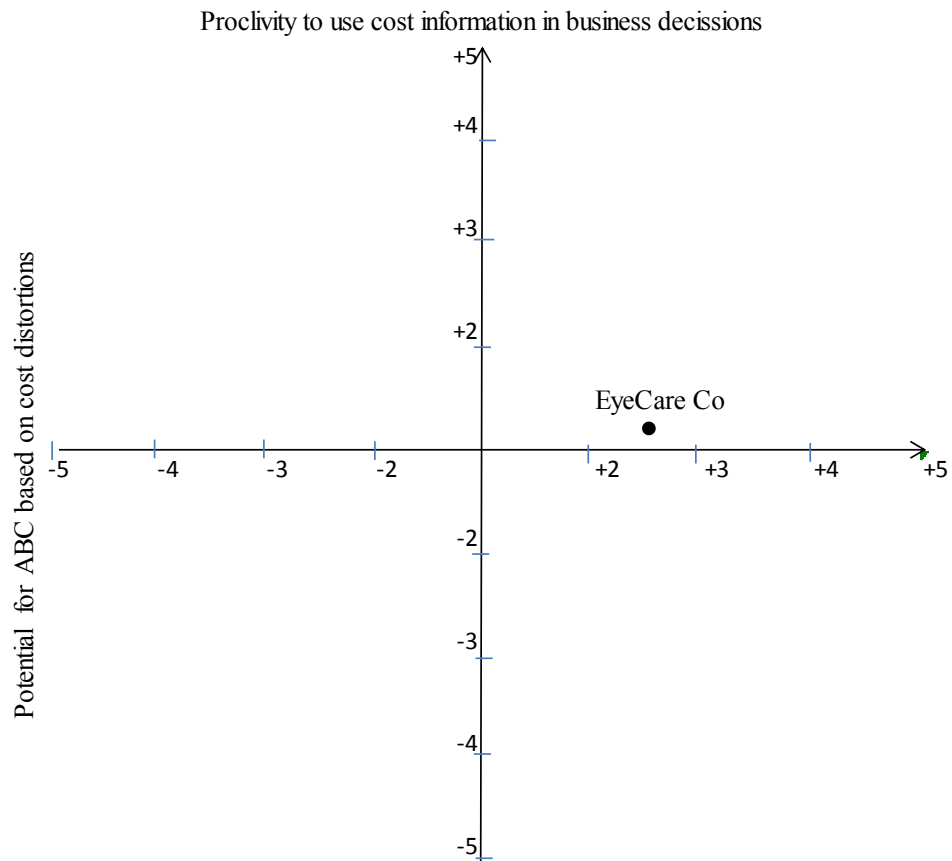 Proclivity to use cost information in business decissions
+5
+4
+3
+2
EyeCare Co
Potential for ABC based on cost distortions
-5 -4 -3 -2 +2 +3 +4 +5
-2
-3
-4
-5